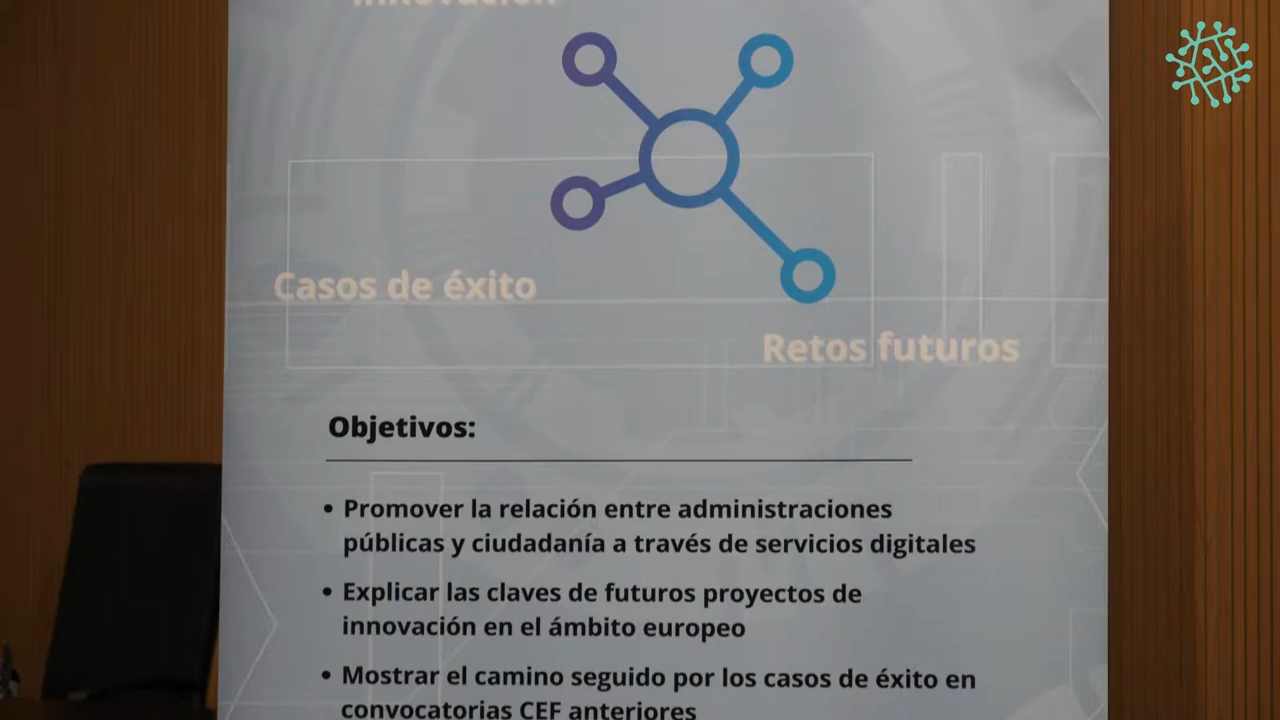 Innovación
Casos de éxito
Retos futuros
Objetivos:
• Promover la relación entre administraciones
públicas y ciudadanía a través de servicios digitales
• Explicar las claves de futuros proyectos de
innovación en el ámbito europeo
• Mostrar el camino seguido por los casos de éxito en
convocatorias CEF anteriores